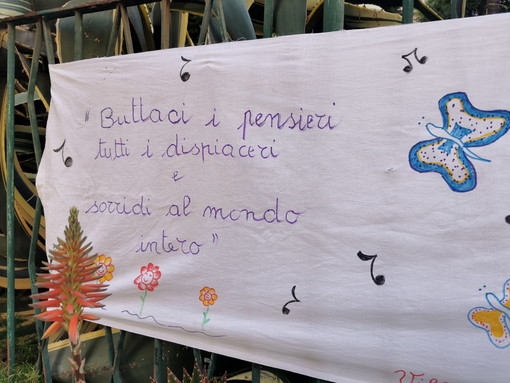 "Buttaci i pensieri
tutti i dispiaceri
e
sorridi al mondo
intero"